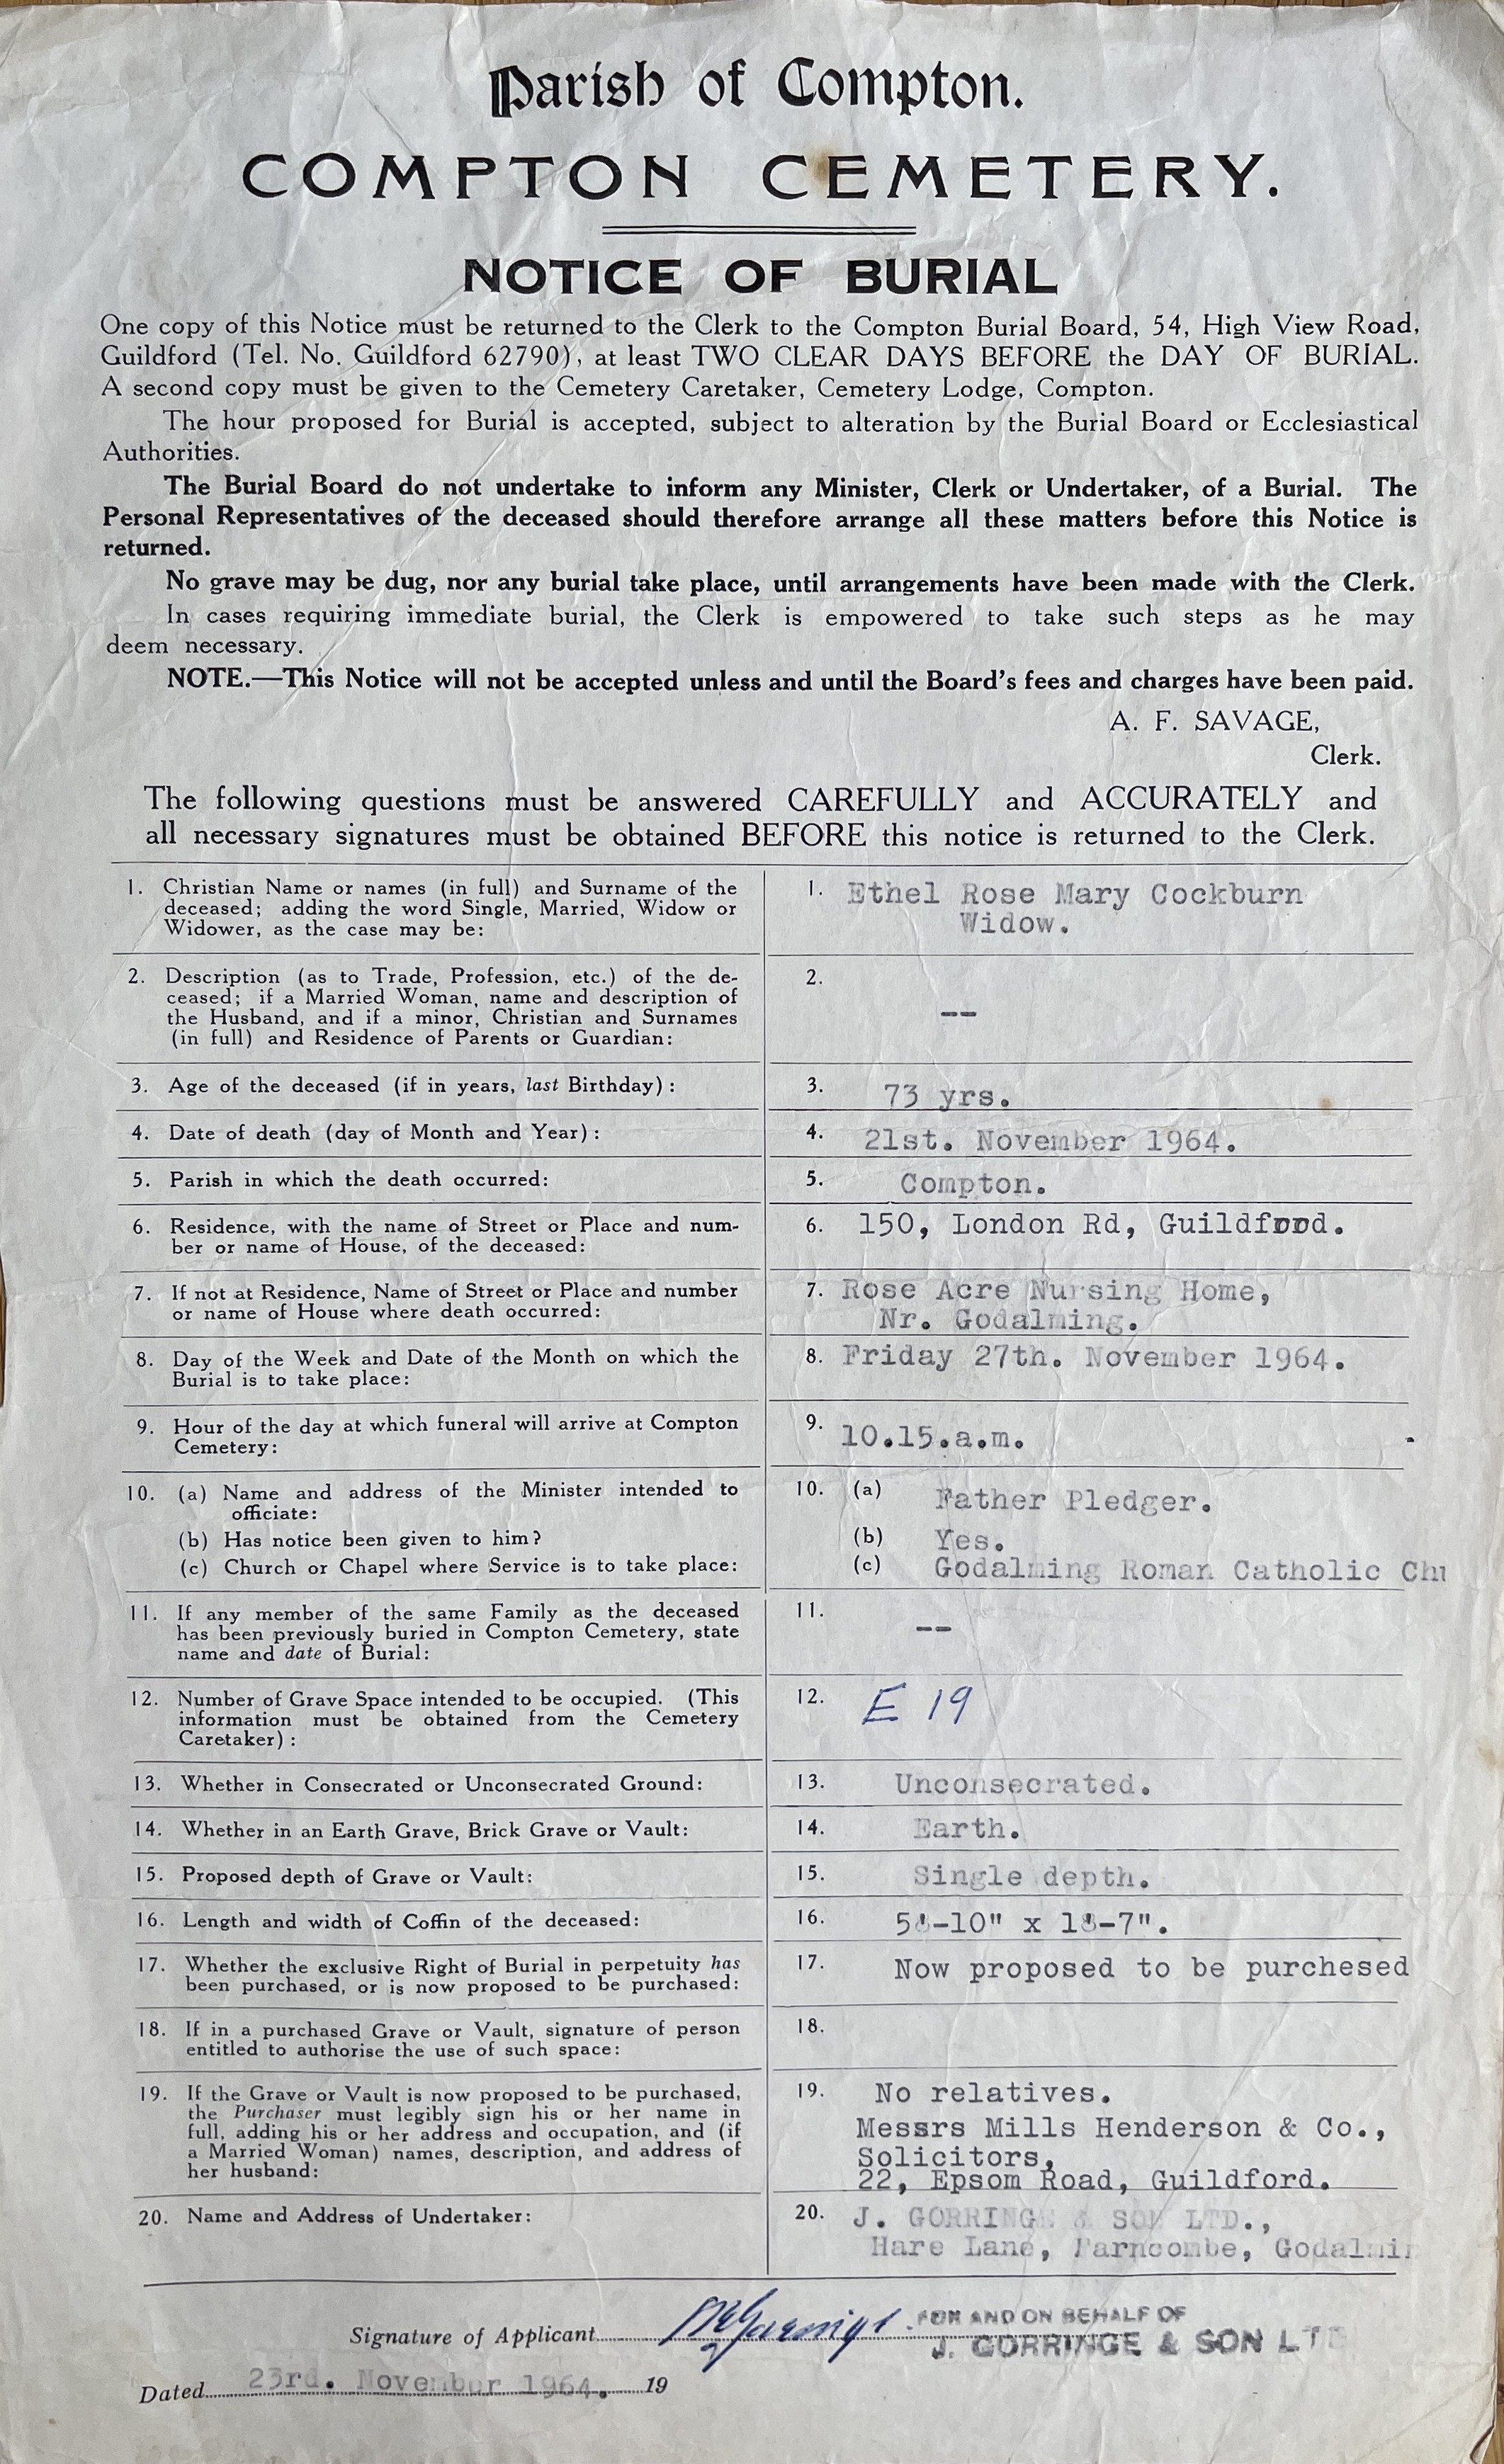 Parish of Compton.
COMPTON CEMETERY.
NOTICE OF BURIAL
One copy of this Notice must be returned to the Clerk to the Compton Burial Board, 54, High View Road,
Guildford (Tel. No. Guildford 62790), at least TWO CLEAR DAYS BEFORE the DAY OF BURIAL.
A second copy must be given to the Cemetery Caretaker, Cemetery Lodge, Compton.
The hour proposed for Burial is accepted, subject to alteration by the Burial Board or Ecclesiastical
Authorities.
The Burial Board do not undertake to inform any Minister, Clerk or Undertaker, of a Burial. The
Personal Representatives of the deceased should therefore arrange all these matters before this Notice is
returned.
No grave may be dug, nor any burial take place, until arrangements have been made with the Clerk.
In cases requiring immediate burial, the Clerk is empowered to take such steps as he may
deem necessary.
NOTE.—This Notice will not be accepted unless and until the Board's fees and charges have been paid.
A. F. SAVAGE,
Clerk.
The following questions must be answered CAREFULLY and ACCURATELY and
all necessary signatures must be obtained BEFORE this notice is returned to the Clerk.
1. Christian Name or names (in full) and Surname of the
deceased; adding the word Single, Married, Widow or
Widower, as the case may be:
1. Ethel Rose Mary Cockburn
Widow.
2. Description (as to Trade, Profession, etc.) of the de-
ceased; if a Married Woman, name and description of
the Husband, and if a minor, Christian and Surnames
(in full) and Residence of Parents or Guardian:
2.
--
3. Age of the deceased (if in years, last Birthday):
3. 73 yrs.
4. Date of death (day of Month and Year):
4. 21st. November 1964.
5. Parish in which the death occurred:
5. Compton.
6. Residence, with the name of Street or Place and num-
ber or name of House, of the deceased:
6. 150, London Rd, Guildford.
7. If not at Residence, Name of Street or Place and number
or name of House where death occurred:
7. Rose Acre Nursing Home,
Nr. Godalming.
8. Day of the Week and Date of the Month on which the
Burial is to take place:
8. Friday 27th. November 1964.
9. Hour of the day at which funeral will arrive at Compton
Cemetery:
9. 10.15.a.m.
10. (a) Name and address of the Minister intended to
officiate:
(b) Has notice been given to him?
(c) Church or Chapel where Service is to take place:
10. (a) Father Pledger.
(b) Yes.
(c) Godalming Roman Catholic Chu
11. If any member of the same Family as the deceased
has been previously buried in Compton Cemetery, state
name and date of Burial:
11.
--
12. Number of Grave Space intended to be occupied. (This
information must be obtained from the Cemetery
Caretaker):
12. E 19
13. Whether in Consecrated or Unconsecrated Ground:
13. Unconsecrated.
14. Whether in an Earth Grave, Brick Grave or Vault:
14. Earth.
15. Proposed depth of Grave or Vault:
15. Single depth.
16. Length and width of Coffin of the deceased:
16. 5'-10" x 1'-7".
17. Whether the exclusive Right of Burial in perpetuity has
been purchased, or is now proposed to be purchased:
17. Now proposed to be purchesed
18. If in a purchased Grave or Vault, signature of person
entitled to authorise the use of such space:
18.
19. If the Grave or Vault is now proposed to be purchased,
the Purchaser must legibly sign his or her name in
full, adding his or her address and occupation, and (if
a Married Woman) names, description, and address of
her husband:
19. No relatives.
Messrs Mills Henderson & Co.,
Solicitors,
22, Epsom Road, Guildford.
20. Name and Address of Undertaker:
20. J. GORRINGE & SON LTD.,
Hare Lane, Farncombe, Godalmin
Signature of Applicant
FOR AND ON BEHALF OF
J. GORRINGE & SON LTD
Dated 23rd. November 1964. 19